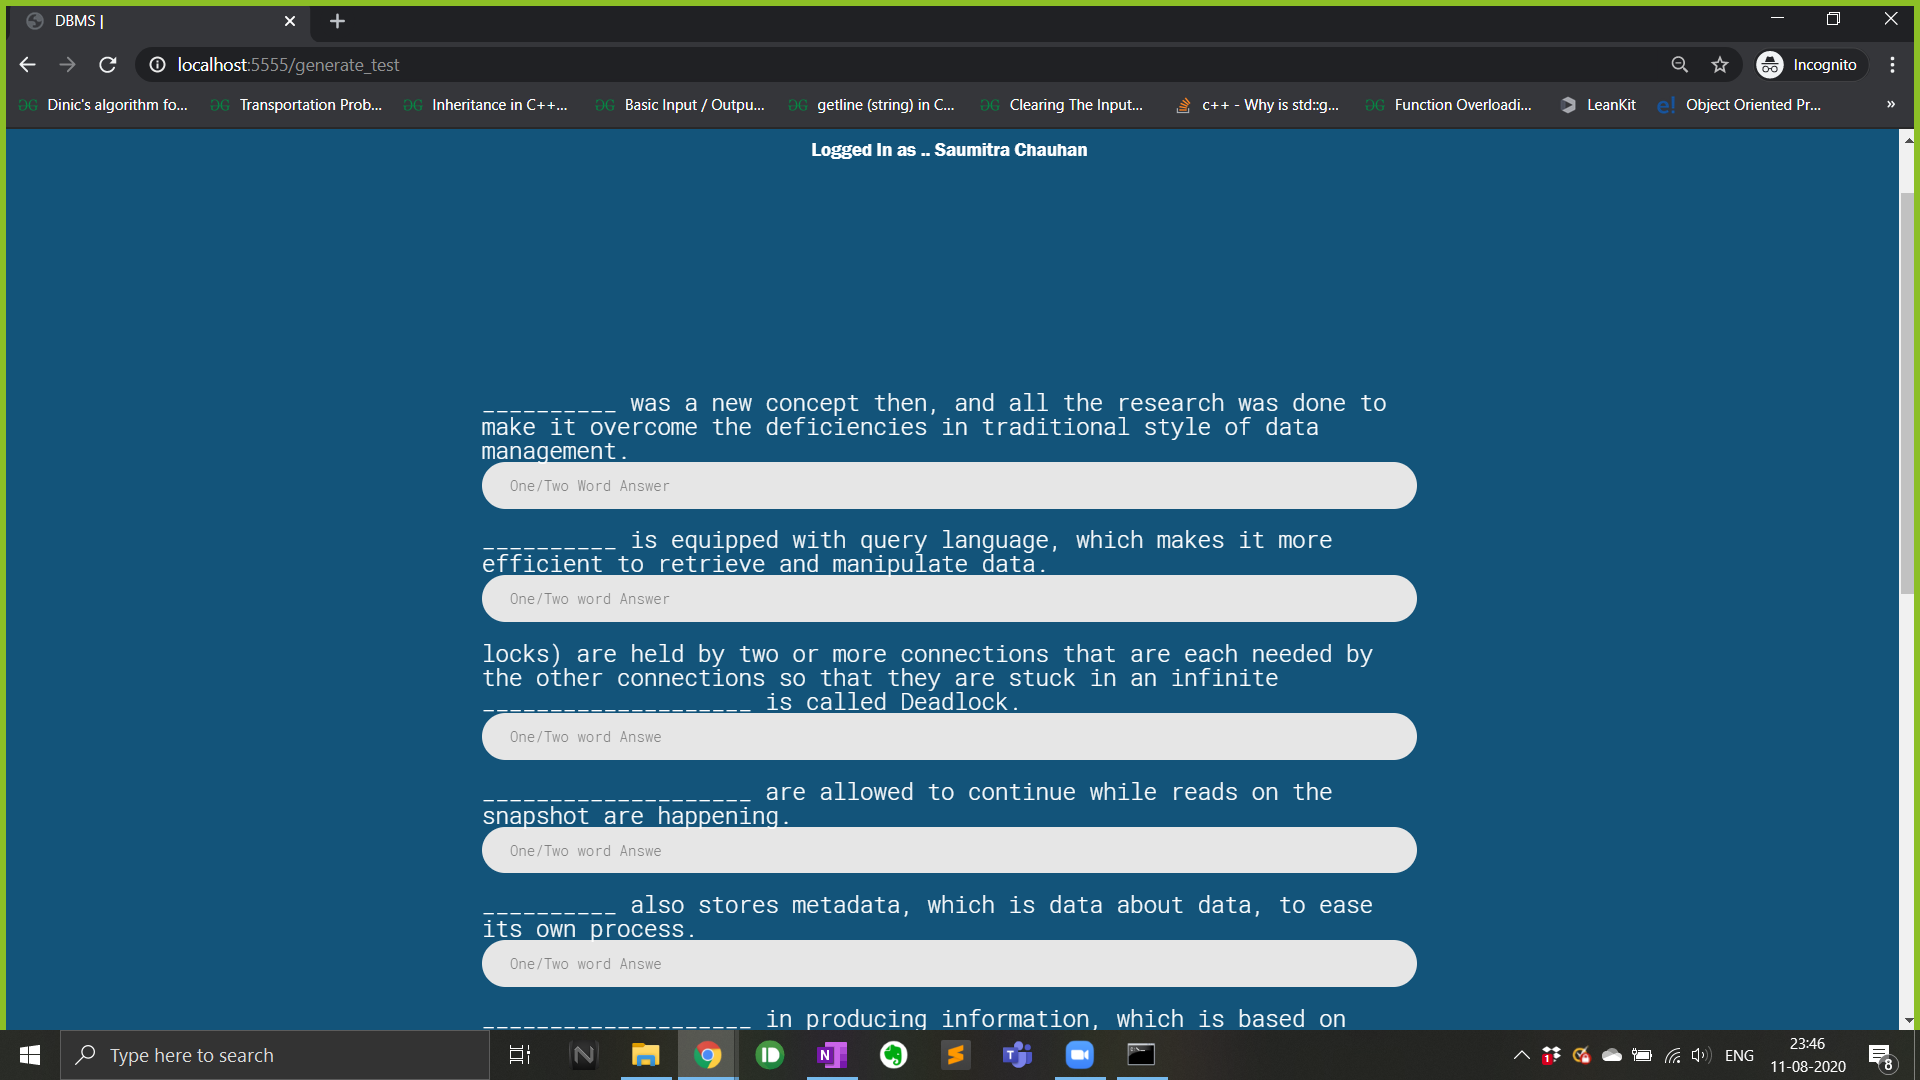 DBMS |
localhost:5555/generate_test
Incognito
Dinic's algorithm fo... Transportation Prob... Inheritance in C++... Basic Input / Outpu... getline (string) in C... Clearing The Input... c++ - Why is std::g... Function Overloadi... LeanKit e! Object Oriented Pr... »
Logged In as .. Saumitra Chauhan
__________ was a new concept then, and all the research was done to
make it overcome the deficiencies in traditional style of data
management.
One/Two Word Answer
__________ is equipped with query language, which makes it more
efficient to retrieve and manipulate data.
One/Two word Answer
locks) are held by two or more connections that are each needed by
the other connections so that they are stuck in an infinite
____________________ is called Deadlock.
One/Two word Answe
____________________ are allowed to continue while reads on the
snapshot are happening.
One/Two word Answe
__________ also stores metadata, which is data about data, to ease
its own process.
One/Two word Answe
____________________ in producing information, which is based on
Type here to search
ENG
23:46
11-08-2020
8